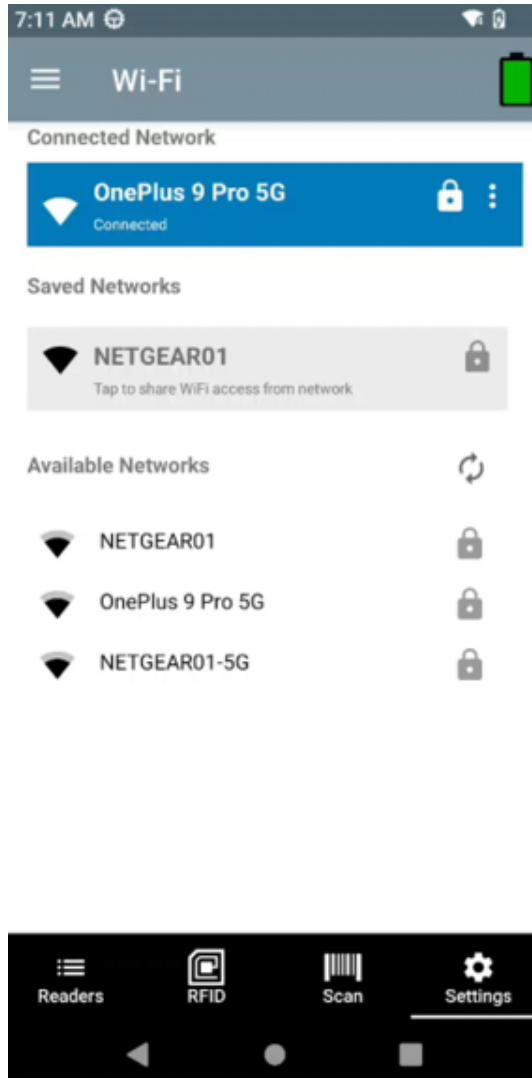 7:11 AM
Wi-Fi
Connected Network
OnePlus 9 Pro 5G
Connected
Saved Networks
NETGEAR01
Tap to share WiFi access from network
Available Networks
NETGEAR01
OnePlus 9 Pro 5G
NETGEAR01-5G
Readers RFID Scan Settings